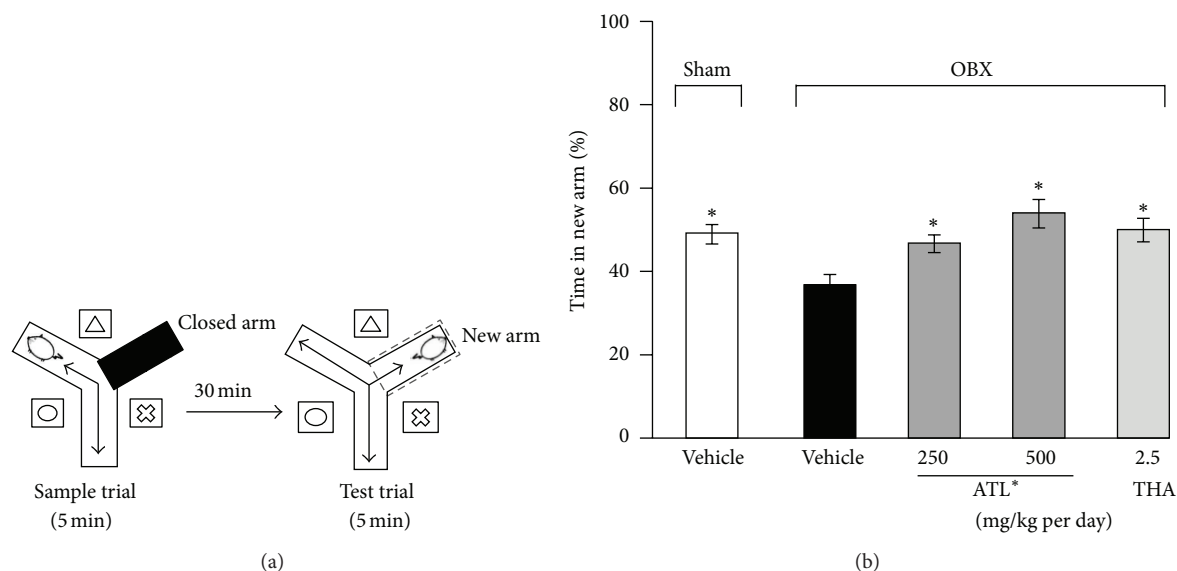 Closed arm
New arm
30 min
Sample trial
(5 min)
Test trial
(5 min)
(a)
100
80
60
40
20
0
Time in new arm (%)
Sham
OBX
*
*
*
*
Vehicle
Vehicle
250
500
2.5
ATL*
THA
(mg/kg per day)
(b)